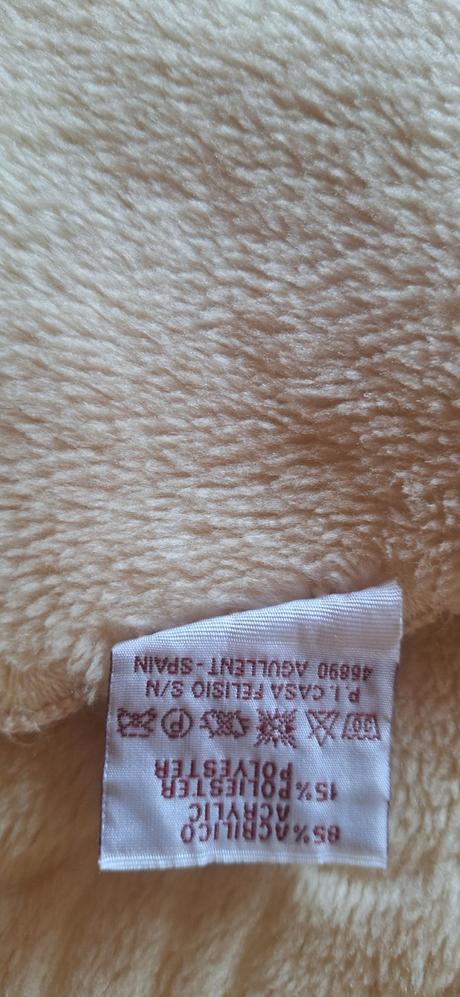 85% ACRILICO
ACRYLIC
15% POLIESTER
POLYESTER
P
P.I. CASA FELISIO S/N
46890 AGULLENT - SPAIN